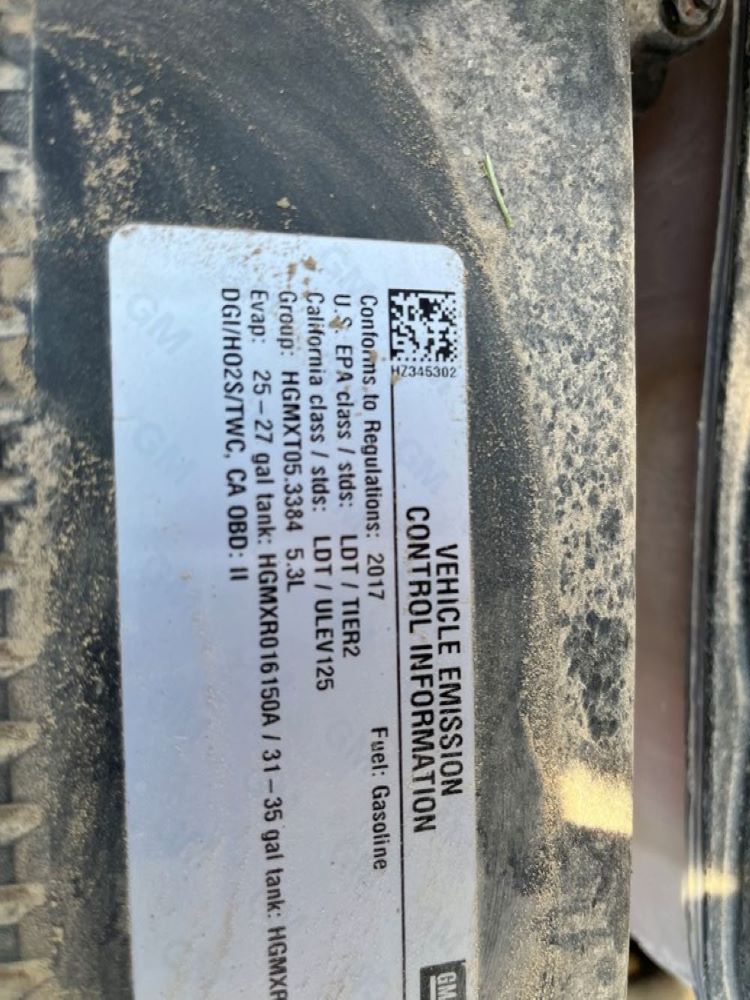 HZ345302
VEHICLE EMISSION
CONTROL INFORMATION
GM
Conforms to Regulations: 2017 Fuel: Gasoline
U.S. EPA class / stds: LDT / TIER2
California class / stds: LDT / ULEV125
Group: HGMXT05.3384 5.3L
Evap: 25-27 gal tank: HGMXR016150A / 31-35 gal tank: HGMXR
DGI/HO2S/TWC, CA OBD: II